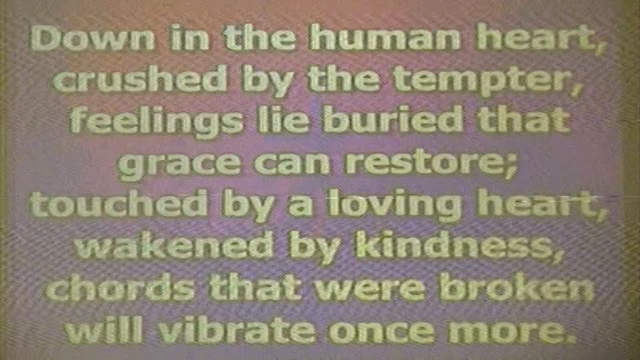 Down in the human heart,
crushed by the tempter,
feelings lie buried that
grace can restore;
touched by a loving heart,
wakened by kindness,
chords that were broken
will vibrate once more.